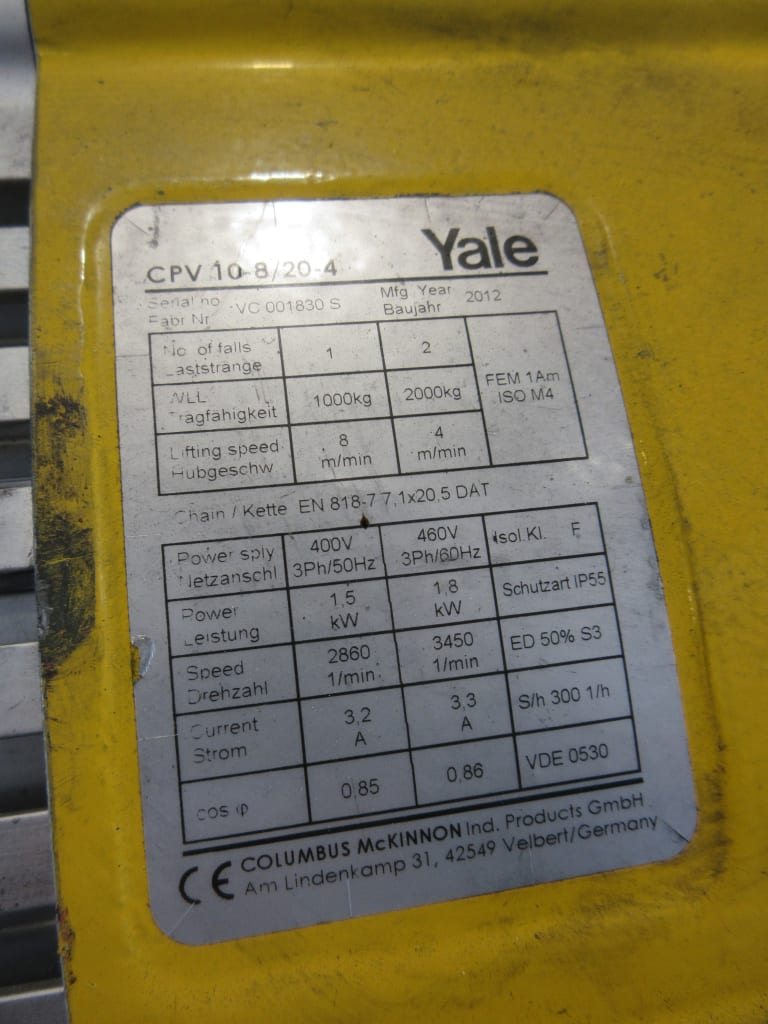 Yale
CPV 10-8/20-4
Serial no
Fabr Nr
VC 001830 S
Mfg Year
Baujahr
2012
No of falls
Laststränge
1
2
FEM 1Am
ISO M4
WLL
Tragfähigkeit
1000kg
2000kg
Lifting speed
Hubgeschw.
8
m/min
4
m/min
Chain / Kette EN 818-7 7,1x20,5 DAT
Power sply
Netzanschl
400V
3Ph/50Hz
460V
3Ph/60Hz
Isol.Kl. F
Power
Leistung
1,5
kW
1,8
kW
Schutzart IP55
Speed
Drehzahl
2860
1/min
3450
1/min
ED 50% S3
Current
Strom
3,2
A
3,3
A
S/h 300 1/h
cos φ
0,85
0,86
VDE 0530
CE
COLUMBUS McKINNON Ind. Products GmbH
Am Lindenkamp 31, 42549 Velbert/Germany